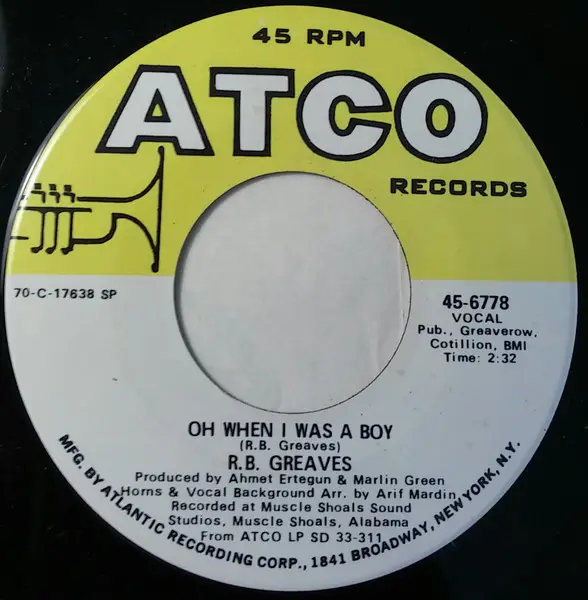 45 RPM
ATCO
RECORDS
70-C-17638 SP
45-6778
VOCAL
Pub., Greaverow,
Cotillion, BMI
Time: 2:32
OH WHEN I WAS A BOY
(R.B. Greaves)
R.B. GREAVES
Produced by Ahmet Ertegun & Marlin Green
Horns & Vocal Background Arr. by Arif Mardin
Recorded at Muscle Shoals Sound
Studios, Muscle Shoals, Alabama
From ATCO LP SD 33-311
MFG. BY ATLANTIC RECORDING CORP., 1841 BROADWAY, NEW YORK, N.Y.